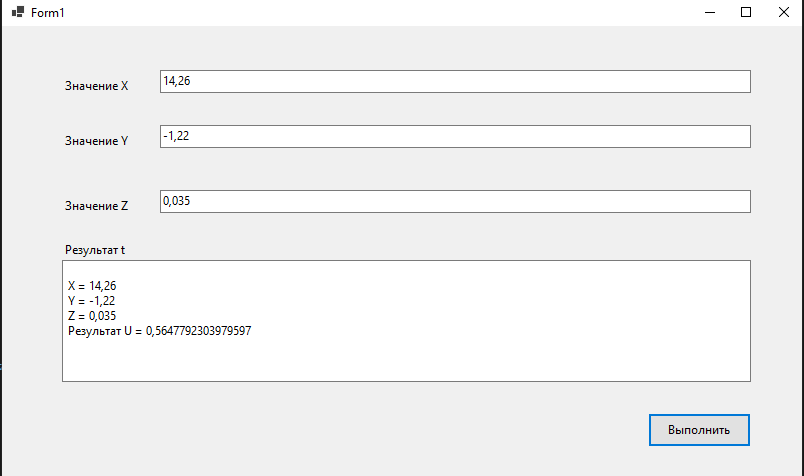 Form1
Значение X 14,26
Значение Y -1,22
Значение Z 0,035
Результат t
X = 14,26
Y = -1,22
Z = 0,035
Результат U = 0,5647792303979597
Выполнить